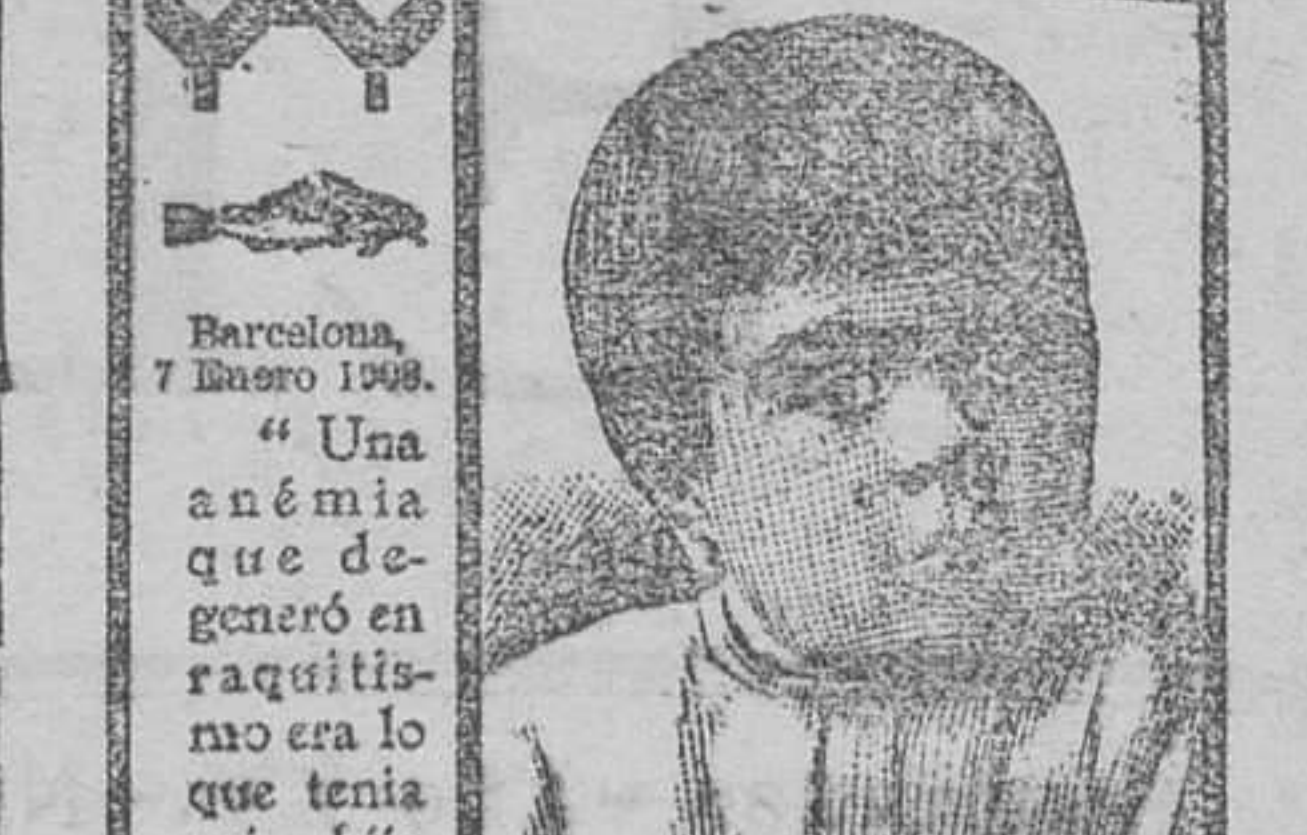 Barcelona,
7 Enero 1908.
“ Una
anémia
que de-
generó en
raquitis-
mo era lo
que tenia